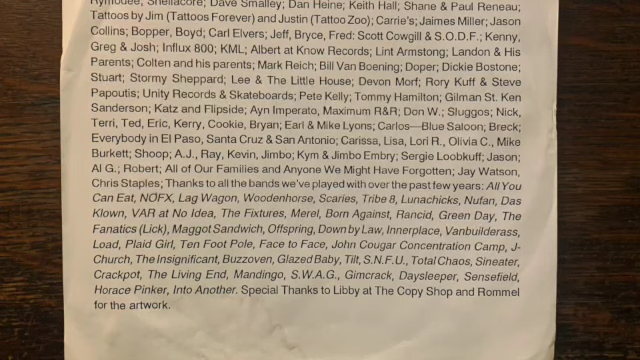 Rymodee; Shellacore; Dave Smalley; Dan Heine; Keith Hall; Shane & Paul Reneau;
Tattoos by Jim (Tattoos Forever) and Justin (Tattoo Zoo); Carrie's; Jaimes Miller; Jason
Collins; Bopper, Boyd; Carl Elvers; Jeff, Bryce, Fred: Scott Cowgill & S.O.D.F.; Kenny,
Greg & Josh; Influx 800; KML; Albert at Know Records; Lint Armstrong; Landon & His
Parents; Colten and his parents; Mark Reich; Bill Van Boening; Doper; Dickie Bostone;
Stuart; Stormy Sheppard; Lee & The Little House; Devon Morf; Rory Kuff & Steve
Papoutis; Unity Records & Skateboards; Pete Kelly; Tommy Hamilton; Gilman St. Ken
Sanderson; Katz and Flipside; Ayn Imperato, Maximum R&R; Don W.; Sluggos; Nick,
Terri, Ted, Eric, Kerry, Cookie, Bryan; Earl & Mike Lyons; Carlos—Blue Saloon; Breck;
Everybody in El Paso, Santa Cruz & San Antonio; Carissa, Lisa, Lori R., Olivia C., Mike
Burkett; Shoop; A.J., Ray, Kevin, Jimbo; Kym & Jimbo Embry; Sergie Loobkuff; Jason;
Al G.; Robert; All of Our Families and Anyone We Might Have Forgotten; Jay Watson,
Chris Staples; Thanks to all the bands we've played with over the past few years: All You
Can Eat, NOFX, Lag Wagon, Woodenhorse, Scaries, Tribe 8, Lunachicks, Nufan, Das
Klown, VAR at No Idea, The Fixtures, Merel, Born Against, Rancid, Green Day, The
Fanatics (Lick), Maggot Sandwich, Offspring, Down by Law, Innerplace, Vanbuilderass,
Load, Plaid Girl, Ten Foot Pole, Face to Face, John Cougar Concentration Camp, J-
Church, The Insignificant, Buzzoven, Glazed Baby, Tilt, S.N.F.U., Total Chaos, Sineater,
Crackpot, The Living End, Mandingo, S.W.A.G., Gimcrack, Daysleeper, Sensefield,
Horace Pinker, Into Another. Special Thanks to Libby at The Copy Shop and Rommel
for the artwork.